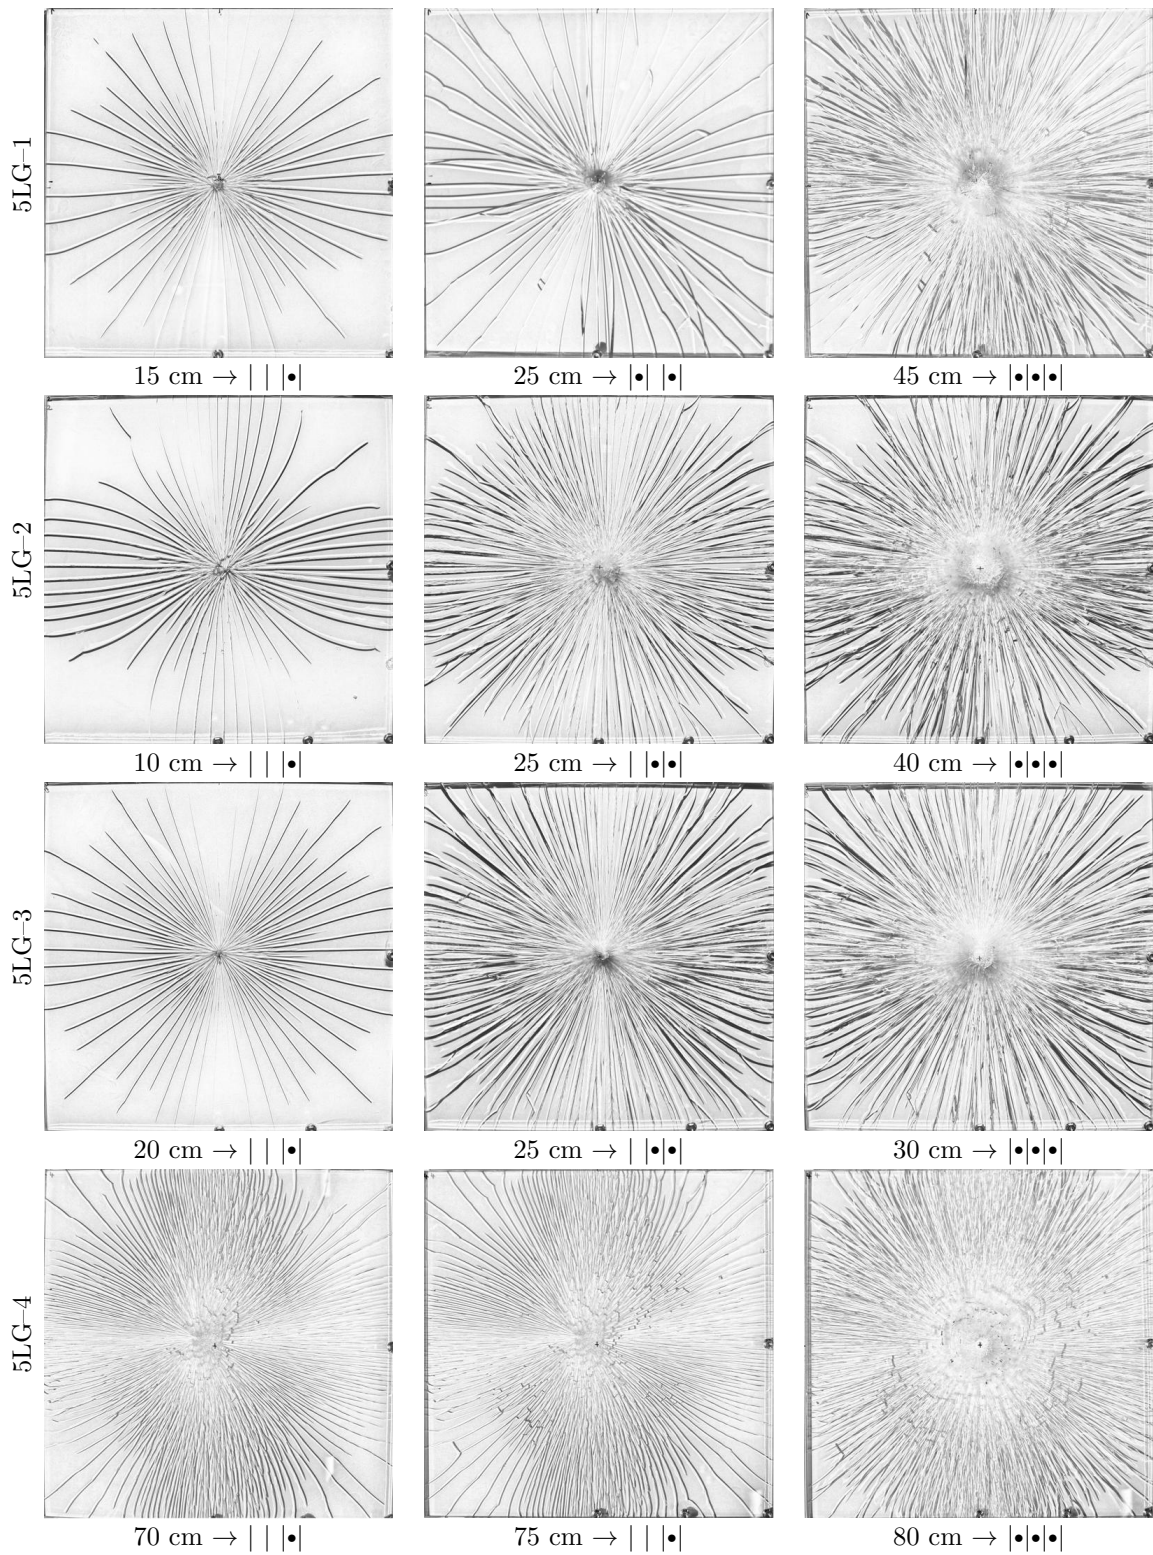 5LG–1
15 cm → | | |•|
25 cm → |•| |•|
45 cm → |•|•|•|
5LG–2
10 cm → | | |•|
25 cm → | |•|•|
40 cm → |•|•|•|
5LG–3
20 cm → | | |•|
25 cm → | |•|•|
30 cm → |•|•|•|
5LG–4
70 cm → | | |•|
75 cm → | | |•|
80 cm → |•|•|•|